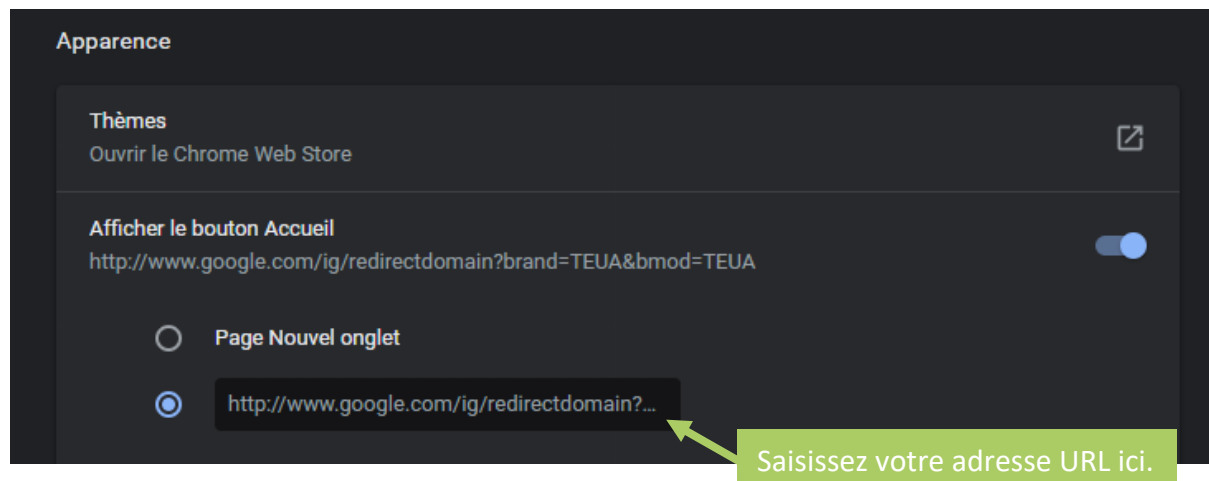 Apparence
Thèmes
Ouvrir le Chrome Web Store
Afficher le bouton Accueil
http://www.google.com/ig/redirectdomain?brand=TEUA&bmod=TEUA
Page Nouvel onglet
http://www.google.com/ig/redirectdomain?...
Saisissez votre adresse URL ici.